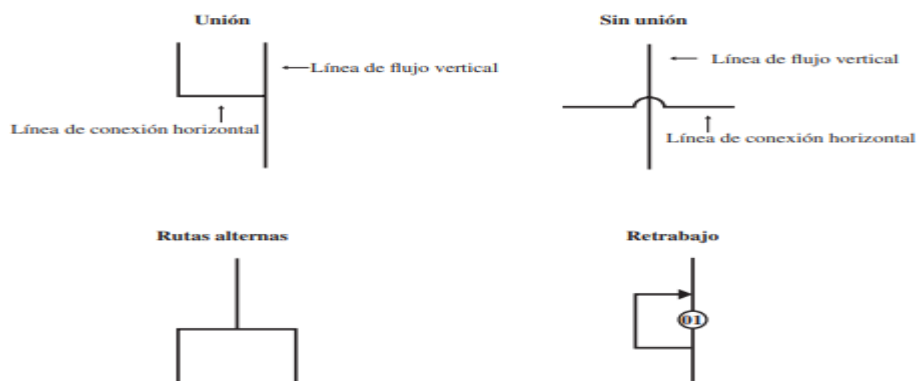 Unión
Línea de flujo vertical
Línea de conexión horizontal
Sin unión
Línea de flujo vertical
Línea de conexión horizontal
Rutas alternas
Retrabajo
01